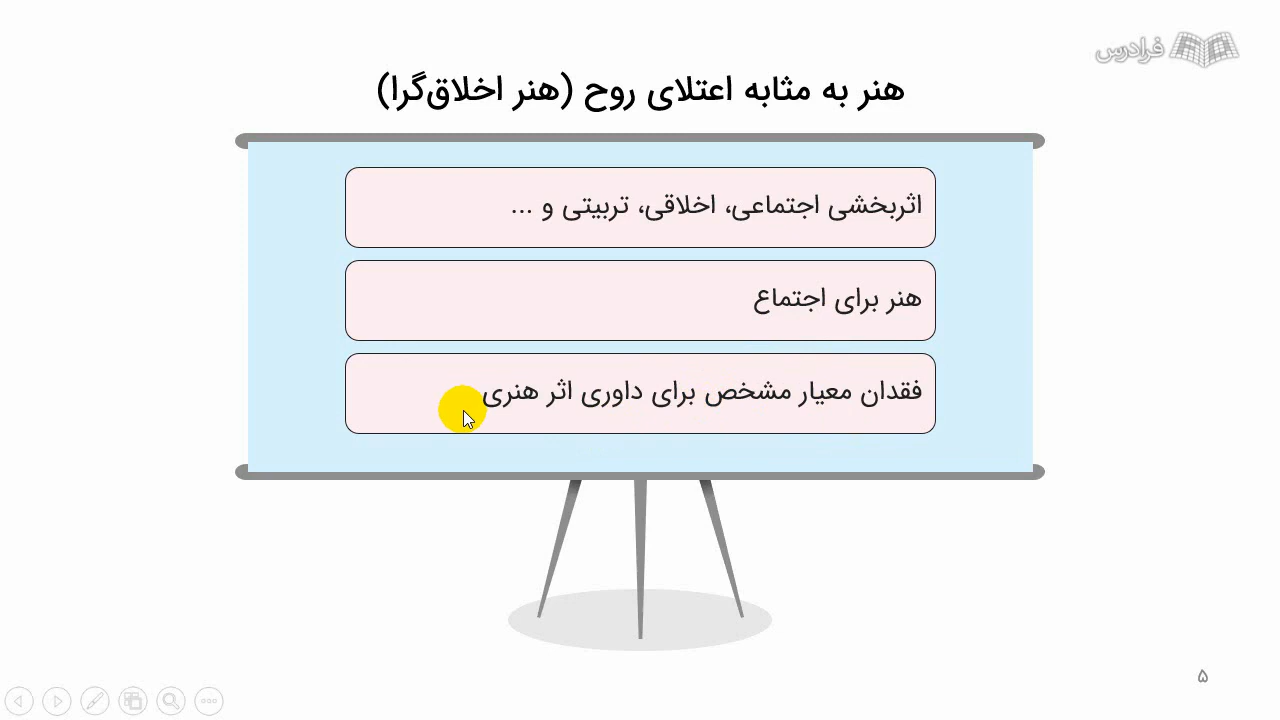 فرادرس
هنر به مثابه اعتلای روح (هنر اخلاق‌گرا)
اثربخشی اجتماعی، اخلاقی، تربیتی و ...
هنر برای اجتماع
فقدان معیار مشخص برای داوری اثر هنری
۵